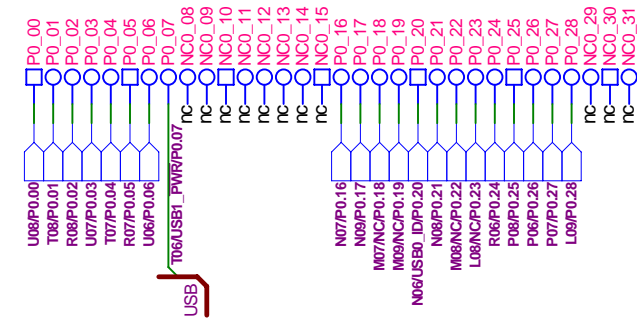 P0_00
P0_01
P0_02
P0_03
P0_04
P0_05
P0_06
P0_07
NC0_08
NC0_09
NC0_10
NC0_11
NC0_12
NC0_13
NC0_14
NC0_15
P0_16
P0_17
P0_18
P0_19
P0_20
P0_21
P0_22
P0_23
P0_24
P0_25
P0_26
P0_27
P0_28
NC0_29
NC0_30
NC0_31
nc
nc
nc
nc
nc
nc
nc
nc
nc
nc
nc
U08/P0.00
T08/P0.01
R08/P0.02
U07/P0.03
T07/P0.04
R07/P0.05
U06/P0.06
T06/USB1_PWR/P0.07
N07/P0.16
N09/P0.17
M07/NC/P0.18
M09/NC/P0.19
N06/USB0_ID/P0.20
N08/P0.21
M08/NC/P0.22
L08/NC/P0.23
R06/P0.24
P08/P0.25
P06/P0.26
P07/P0.27
L09/P0.28
USB